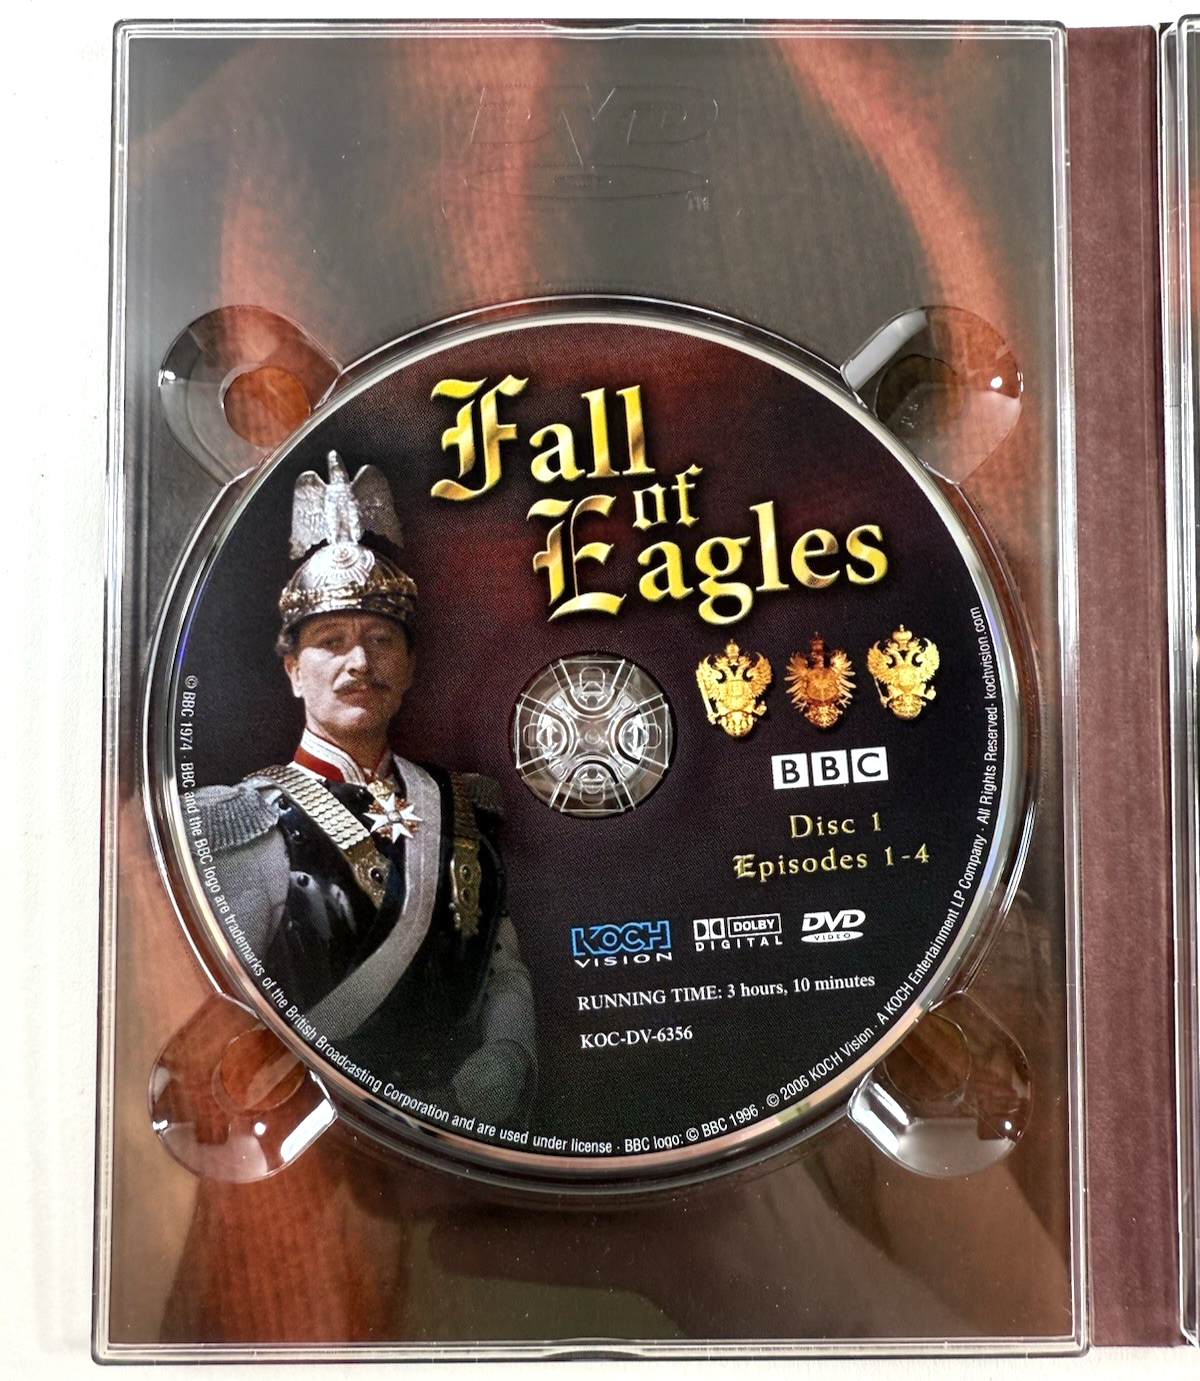 DVD
Fall
of
Eagles
BBC
Disc 1
Episodes 1-4
KOCH
VISION
DOLBY
DIGITAL
DVD
VIDEO
RUNNING TIME: 3 hours, 10 minutes
KOC-DV-6356
© BBC 1974 · BBC and the BBC logo are trademarks of the British Broadcasting Corporation and are used under license · BBC logo: © BBC 1996 · © 2006 KOCH Vision · A KOCH Entertainment LP Company · All Rights Reserved· kochvision.com